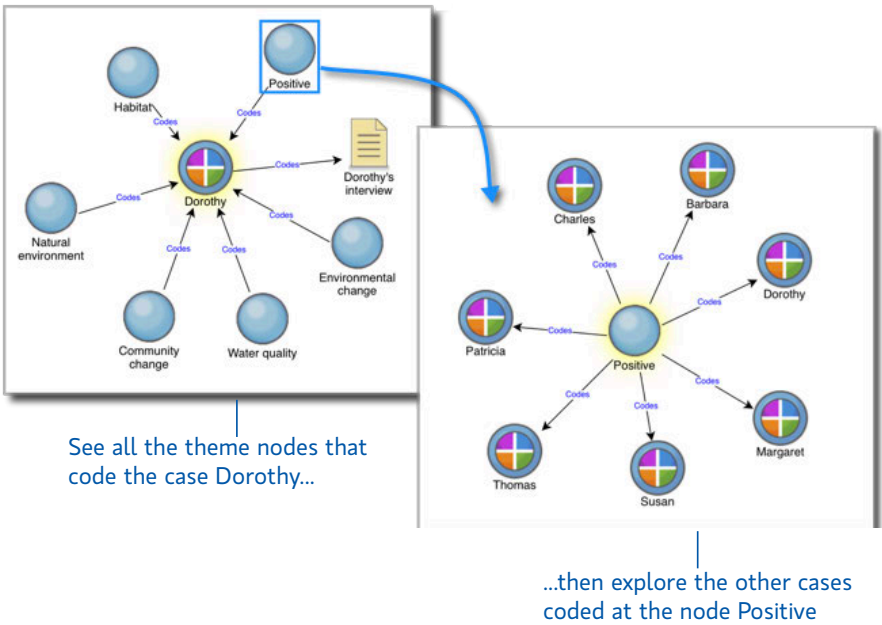 Positive
Habitat
Codes
Codes
Dorothy's
interview
Codes
Dorothy
Codes
Natural
environment
Codes
Codes
Codes
Environmental
change
Community
change
Water quality
See all the theme nodes that
code the case Dorothy...
Charles
Barbara
Codes
Codes
Dorothy
Codes
Patricia
Codes
Positive
Codes
Codes
Codes
Margaret
Thomas
Susan
...then explore the other cases
coded at the node Positive